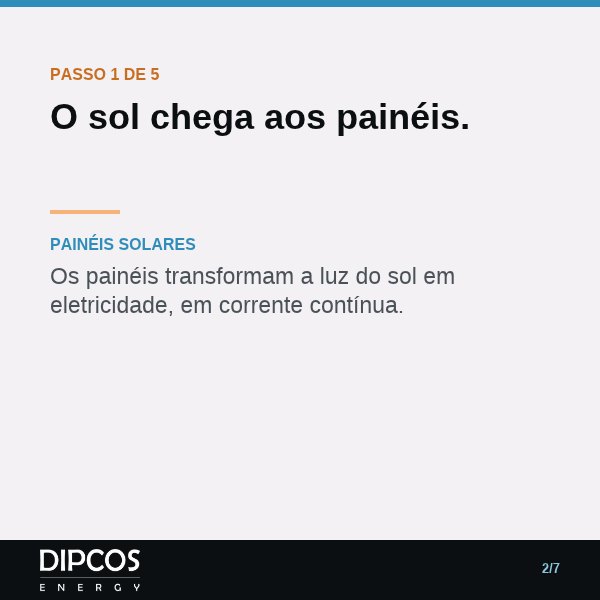 PASSO 1 DE 5
O sol chega aos painéis.
PAINÉIS SOLARES
Os painéis transformam a luz do sol em
eletricidade, em corrente contínua.
DIPCOS
ENERGY
2/7